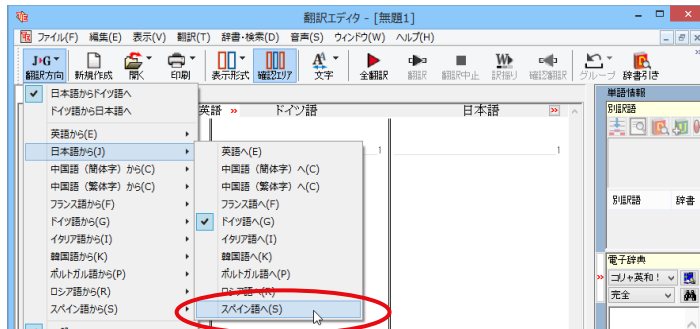 翻訳エディタ - [無題1]
ファイル(F) 編集(E) 表示(V) 翻訳(T) 辞書・検索(D) 音声(S) ウィンドウ(W) ヘルプ(H)
J▸G
翻訳方向 新規作成 開く 印刷 表示形式 確認エリア 文字 全翻訳 翻訳 翻訳中止 訳振り 確認翻訳 グループ 辞書引き
日本語からドイツ語へ
ドイツ語から日本語へ
英語から(E)
日本語から(J)
中国語（簡体字）から(C)
中国語（繁体字）から(C)
フランス語から(F)
ドイツ語から(G)
イタリア語から(I)
韓国語から(K)
ポルトガル語から(P)
ロシア語から(R)
スペイン語から(S)
英語 » ドイツ語 日本語 »
1 1
英語へ(E)
中国語（簡体字）へ(C)
中国語（繁体字）へ(C)
フランス語へ(F)
ドイツ語へ(G)
イタリア語へ(I)
韓国語へ(K)
ポルトガル語へ(P)
ロシア語へ(R)
スペイン語へ(S)
単語情報
別訳語
別訳語 辞書
電子辞典
コリャ英和！
完全